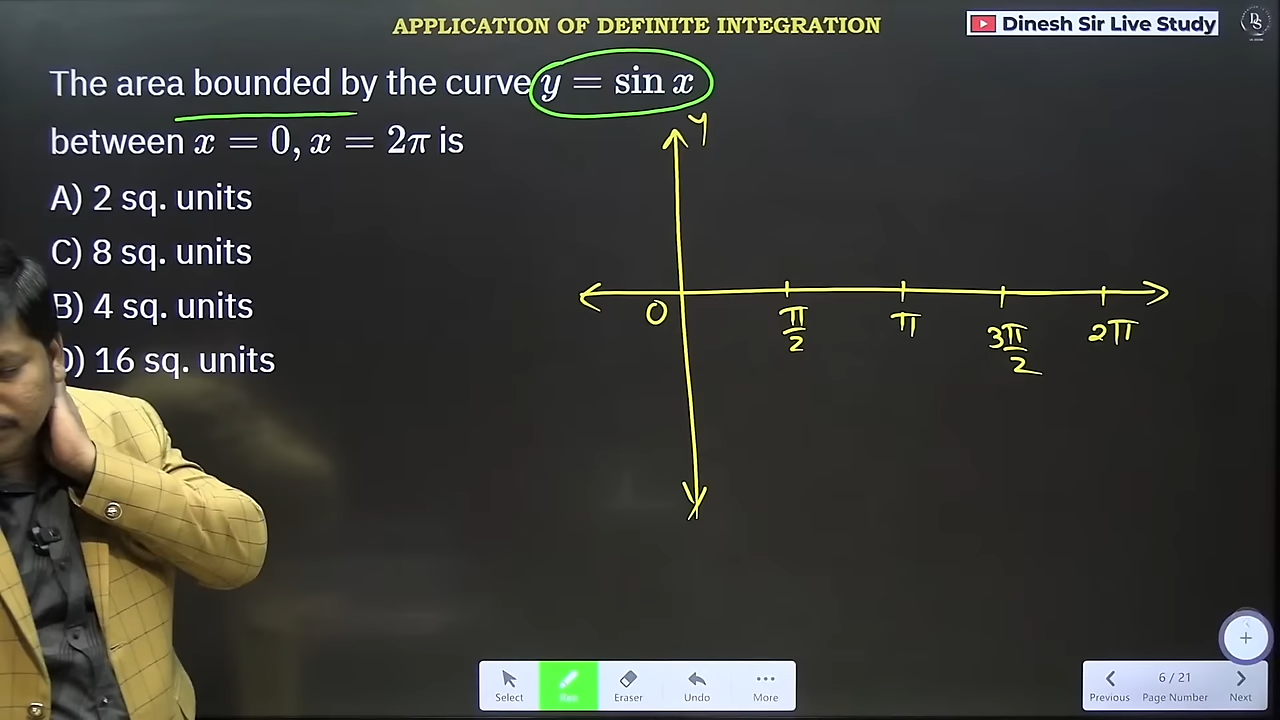 APPLICATION OF DEFINITE INTEGRATION
Dinesh Sir Live Study
DS
The area bounded by the curve y = sin x
between x = 0, x = 2π is
A) 2 sq. units
C) 8 sq. units
B) 4 sq. units
D) 16 sq. units
Y
0 π/2 π 3π/2 2π
Select Pen Eraser Undo More
Previous 6 / 21 Page Number Next